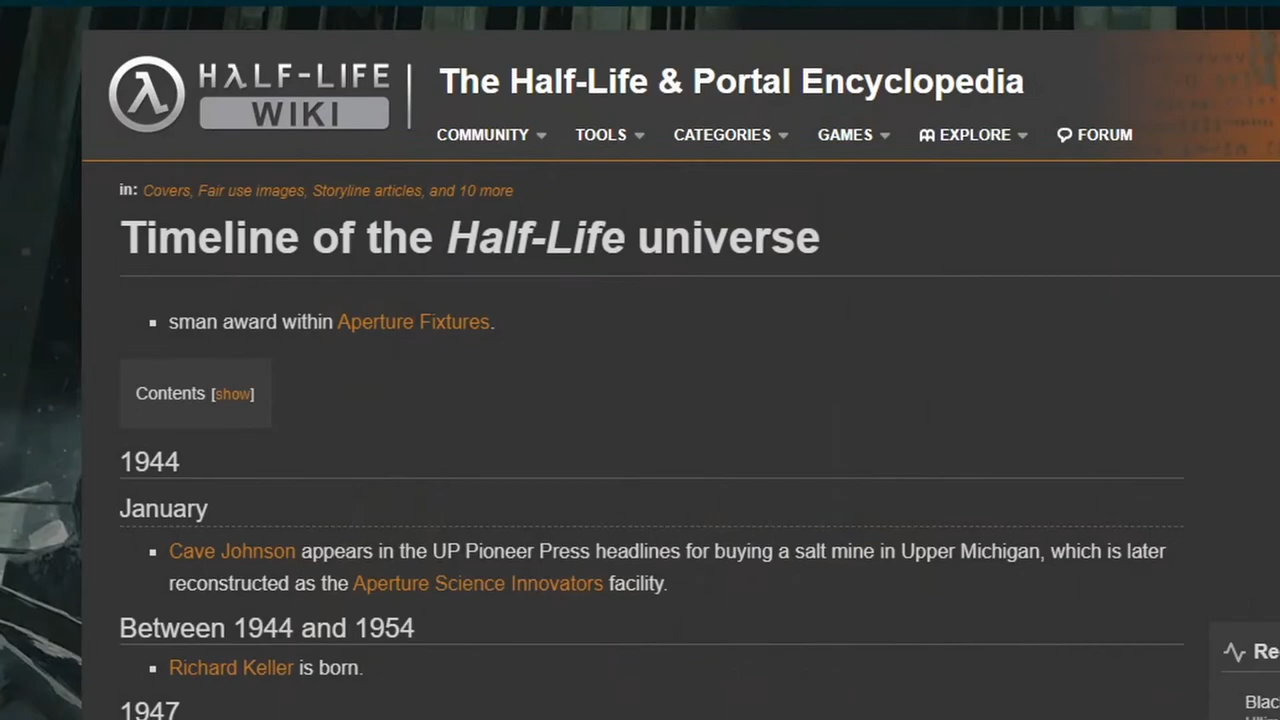 HλLF-LIFE
WIKI
The Half-Life & Portal Encyclopedia
COMMUNITY TOOLS CATEGORIES GAMES EXPLORE FORUM
in: Covers, Fair use images, Storyline articles, and 10 more
Timeline of the Half-Life universe
sman award within Aperture Fixtures.
Contents [show]
1944
January
Cave Johnson appears in the UP Pioneer Press headlines for buying a salt mine in Upper Michigan, which is later
reconstructed as the Aperture Science Innovators facility.
Between 1944 and 1954
Richard Keller is born.
Re
1947
Blac